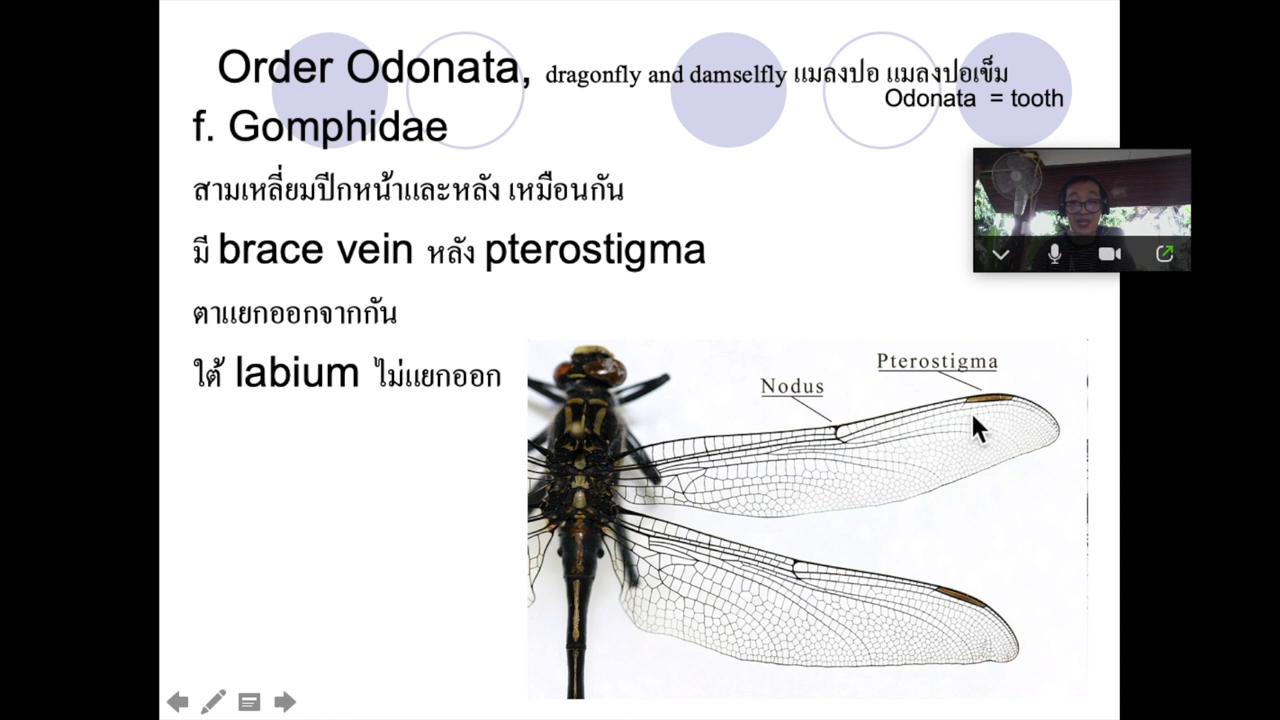 Order Odonata, dragonfly and damselfly แมลงปอ แมลงปอเข็ม
Odonata = tooth
f. Gomphidae
สามเหลี่ยมปีกหน้าและหลัง เหมือนกัน
มี brace vein หลัง pterostigma
ตาแยกออกจากกัน
ใต้ labium ไม่แยกออก
Pterostigma
Nodus